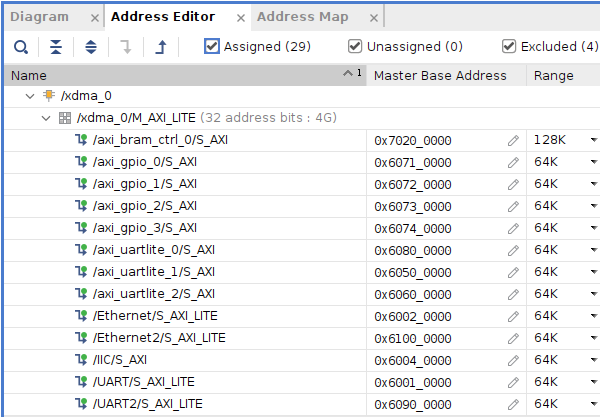 Diagram × Address Editor × Address Map ×
Assigned (29) Unassigned (0) Excluded (4)
Name 1 Master Base Address Range
/xdma_0
/xdma_0/M_AXI_LITE (32 address bits : 4G)
/axi_bram_ctrl_0/S_AXI 0x7020_0000 128K
/axi_gpio_0/S_AXI 0x6071_0000 64K
/axi_gpio_1/S_AXI 0x6072_0000 64K
/axi_gpio_2/S_AXI 0x6073_0000 64K
/axi_gpio_3/S_AXI 0x6074_0000 64K
/axi_uartlite_0/S_AXI 0x6080_0000 64K
/axi_uartlite_1/S_AXI 0x6050_0000 64K
/axi_uartlite_2/S_AXI 0x6060_0000 64K
/Ethernet/S_AXI_LITE 0x6002_0000 64K
/Ethernet2/S_AXI_LITE 0x6100_0000 64K
/IIC/S_AXI 0x6004_0000 64K
/UART/S_AXI_LITE 0x6001_0000 64K
/UART2/S_AXI_LITE 0x6090_0000 64K